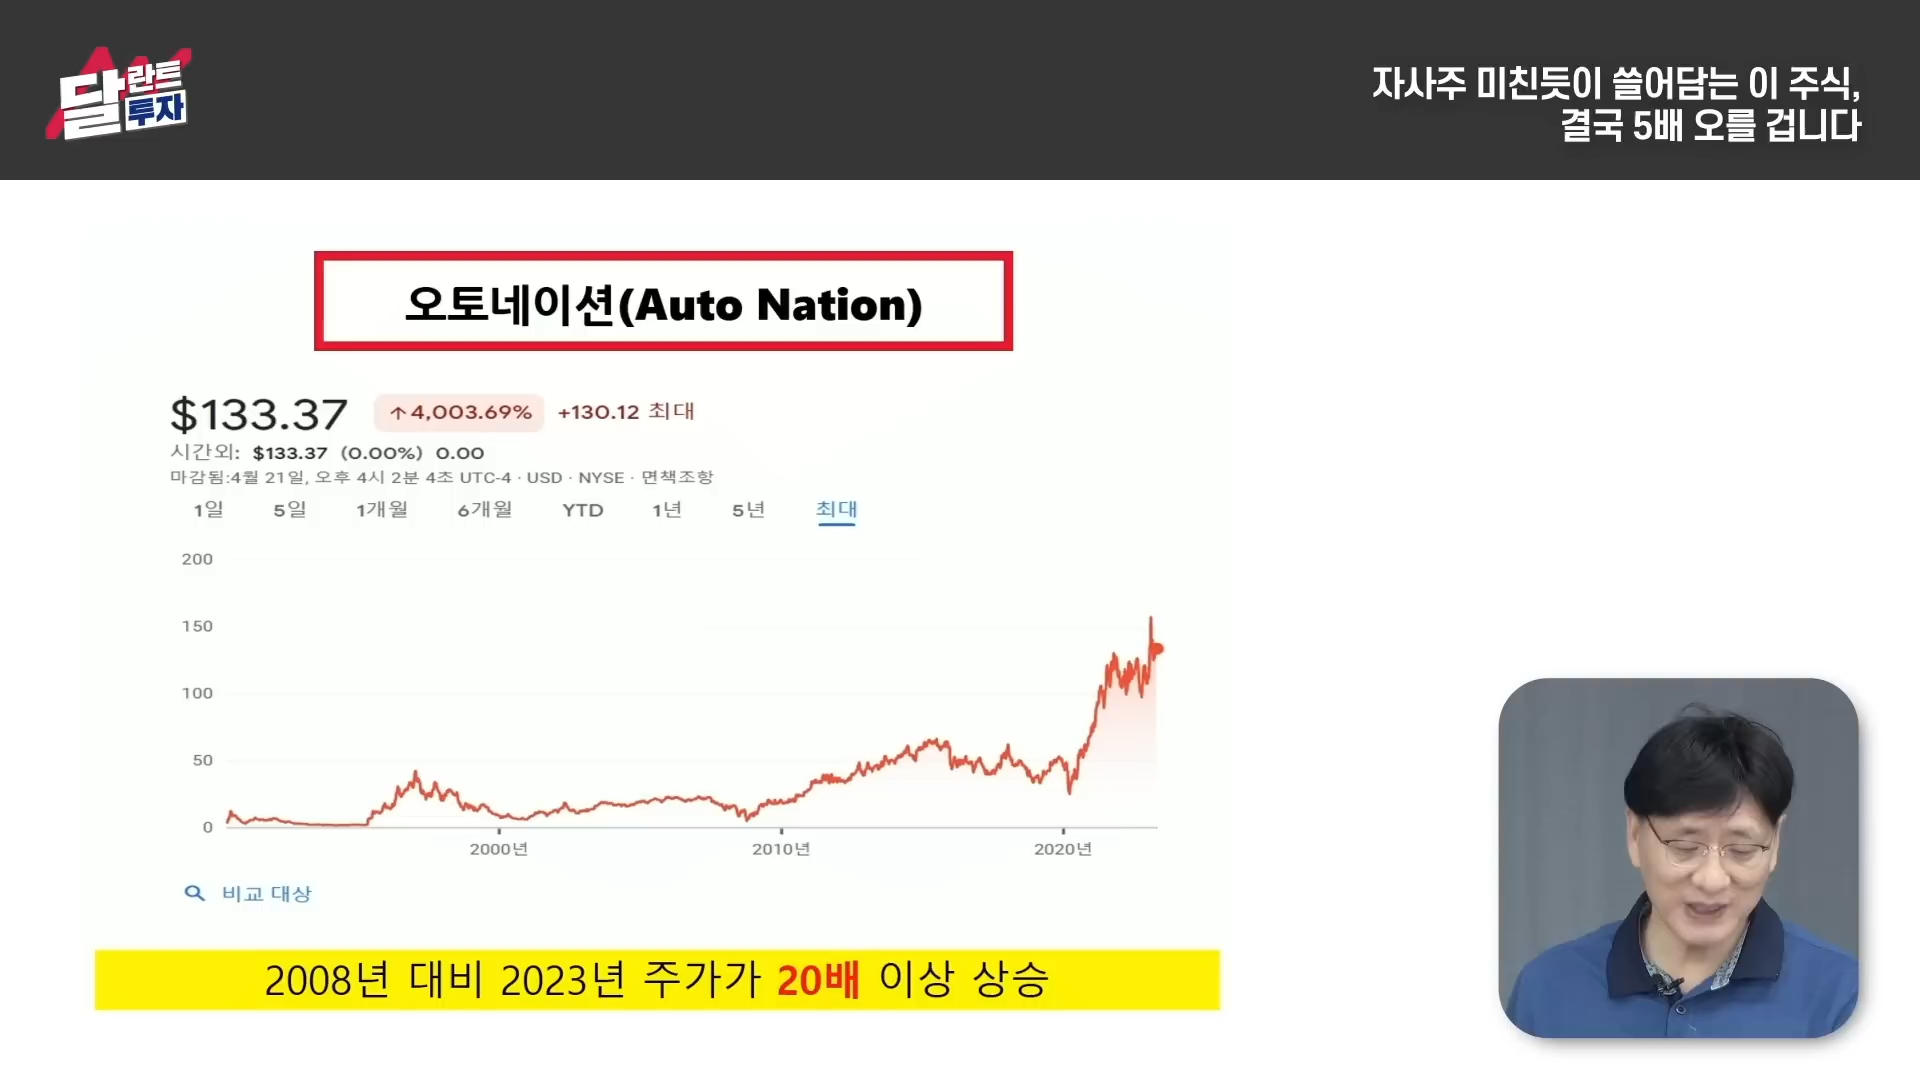 달란트투자
자사주 미친듯이 쓸어담는 이 주식,
결국 5배 오를 겁니다
오토네이션(Auto Nation)
$133.37 ↑4,003.69% +130.12 최대
시간외: $133.37 (0.00%) 0.00
마감됨:4월 21일, 오후 4시 2분 4초 UTC-4 · USD · NYSE · 면책조항
1일 5일 1개월 6개월 YTD 1년 5년 최대
200
150
100
50
0
2000년 2010년 2020년
비교 대상
2008년 대비 2023년 주가가 20배 이상 상승